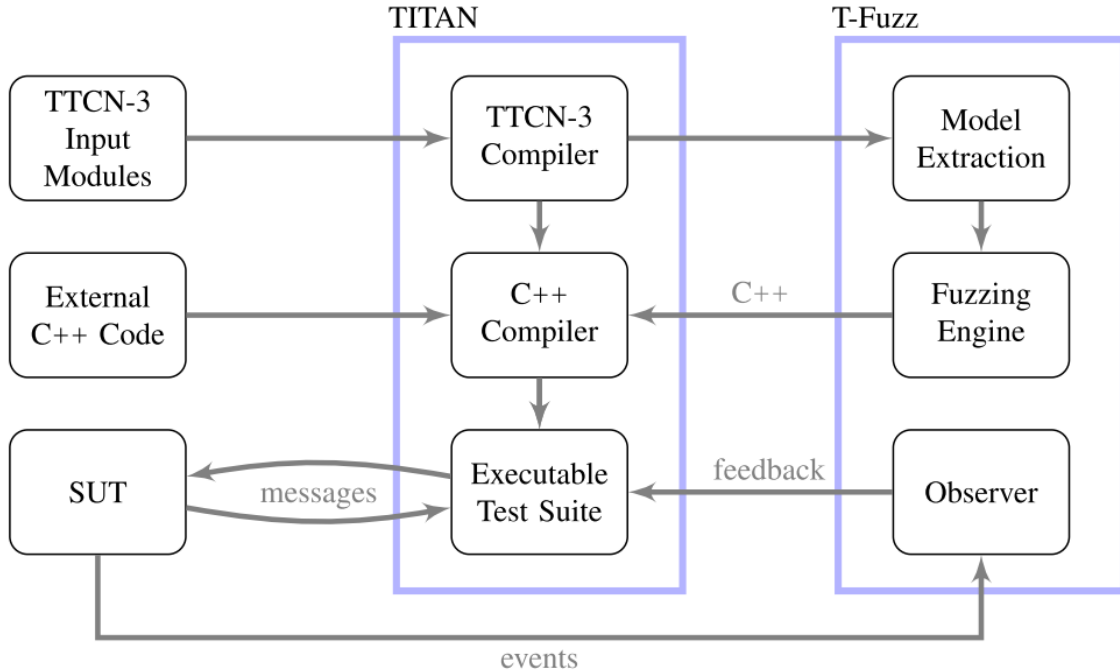 TITAN
T-Fuzz
TTCN-3
Input
Modules
TTCN-3
Compiler
Model
Extraction
External
C++ Code
C++
Compiler
C++
Fuzzing
Engine
SUT
messages
Executable
Test Suite
feedback
Observer
events